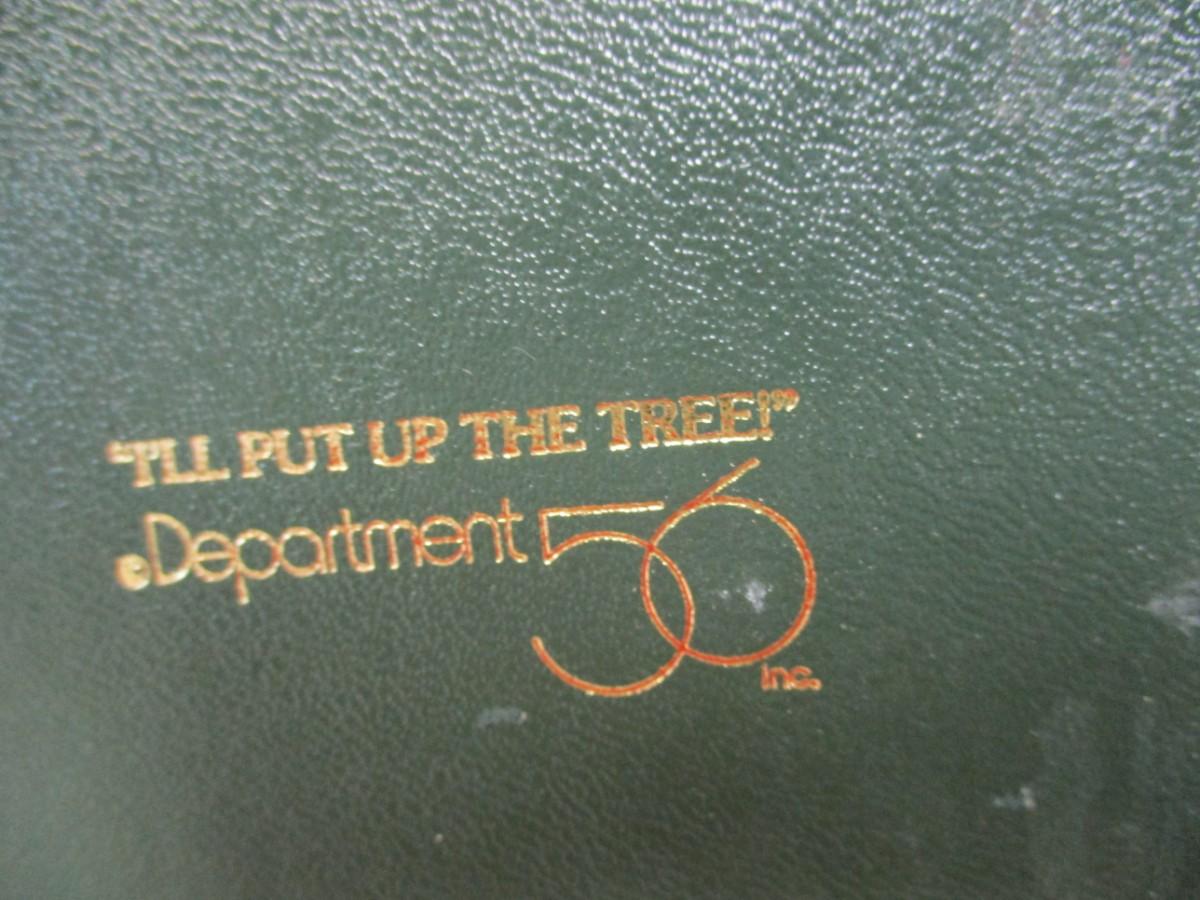 "I'LL PUT UP THE TREE!"
©Department 56
inc.